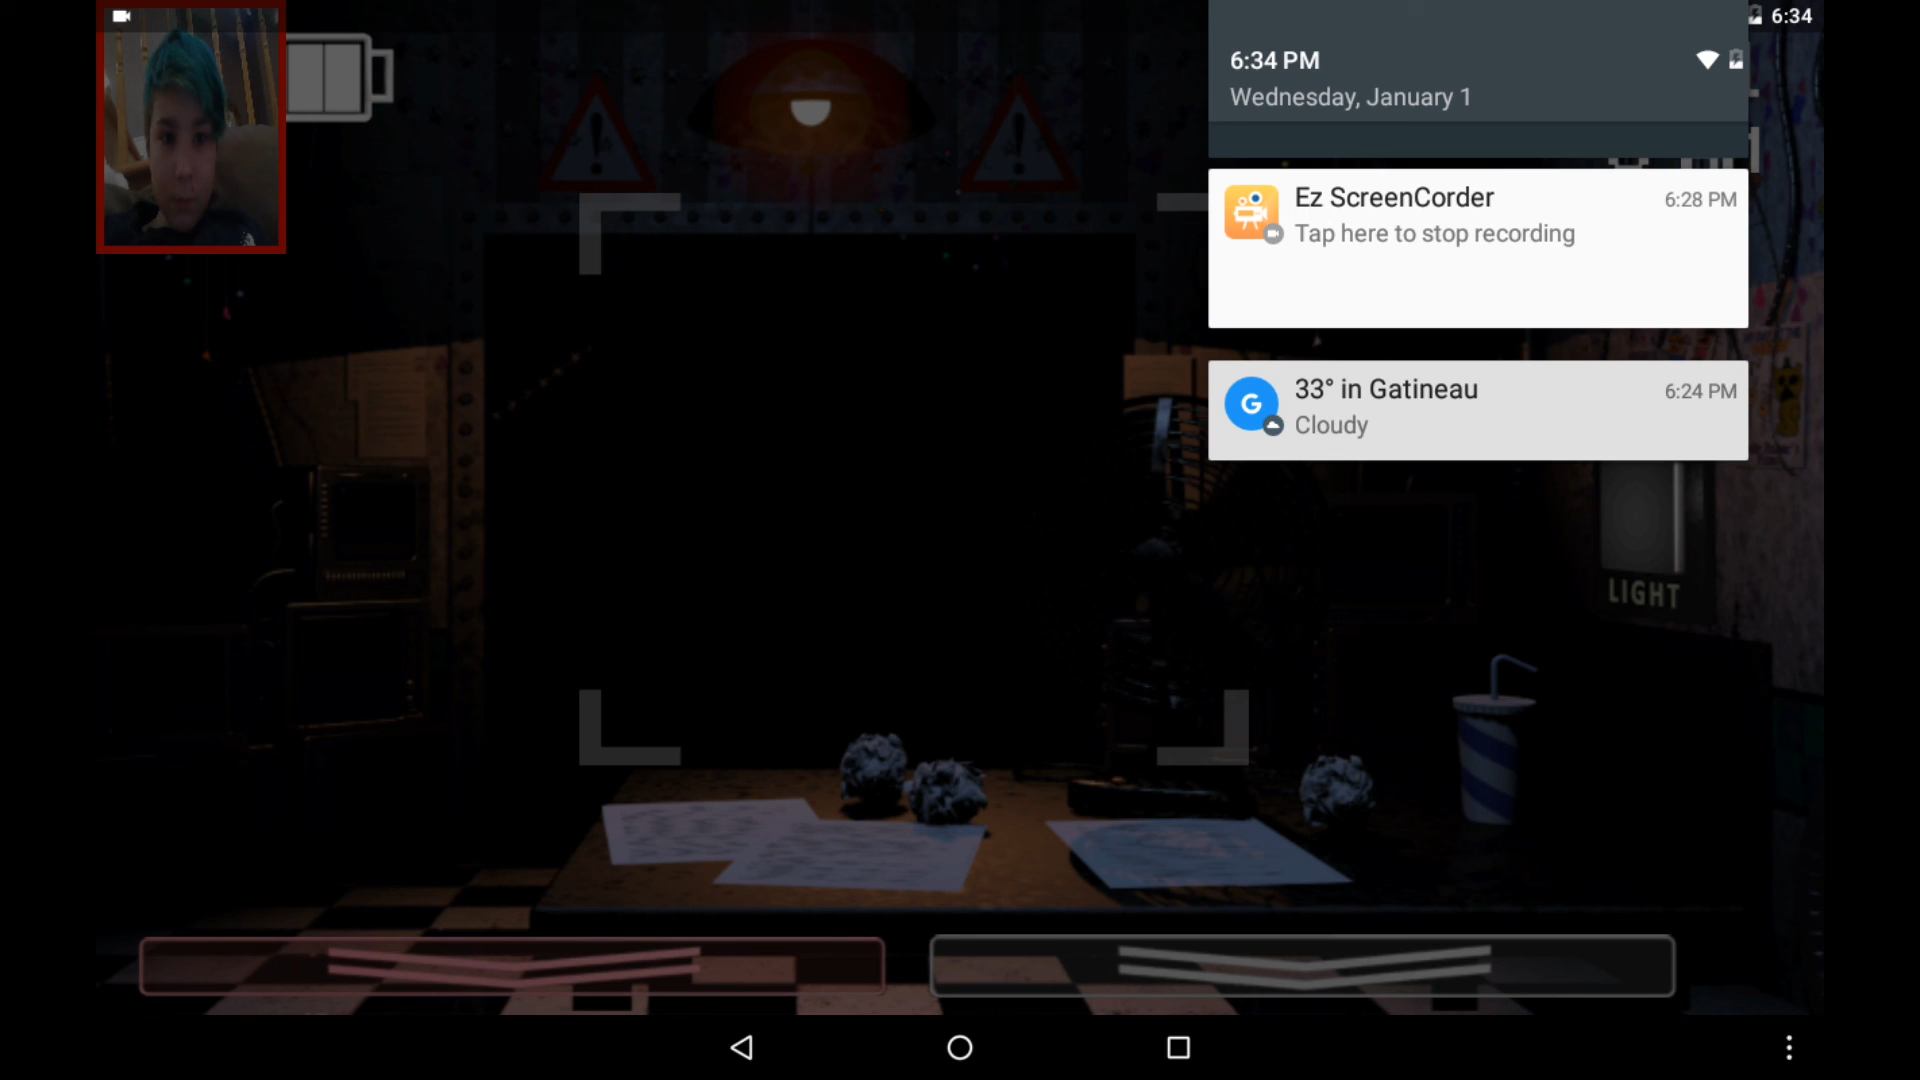 6:34
6:34 PM
Wednesday, January 1
Ez ScreenCorder
6:28 PM
Tap here to stop recording
33° in Gatineau
6:24 PM
G
Cloudy
LIGHT